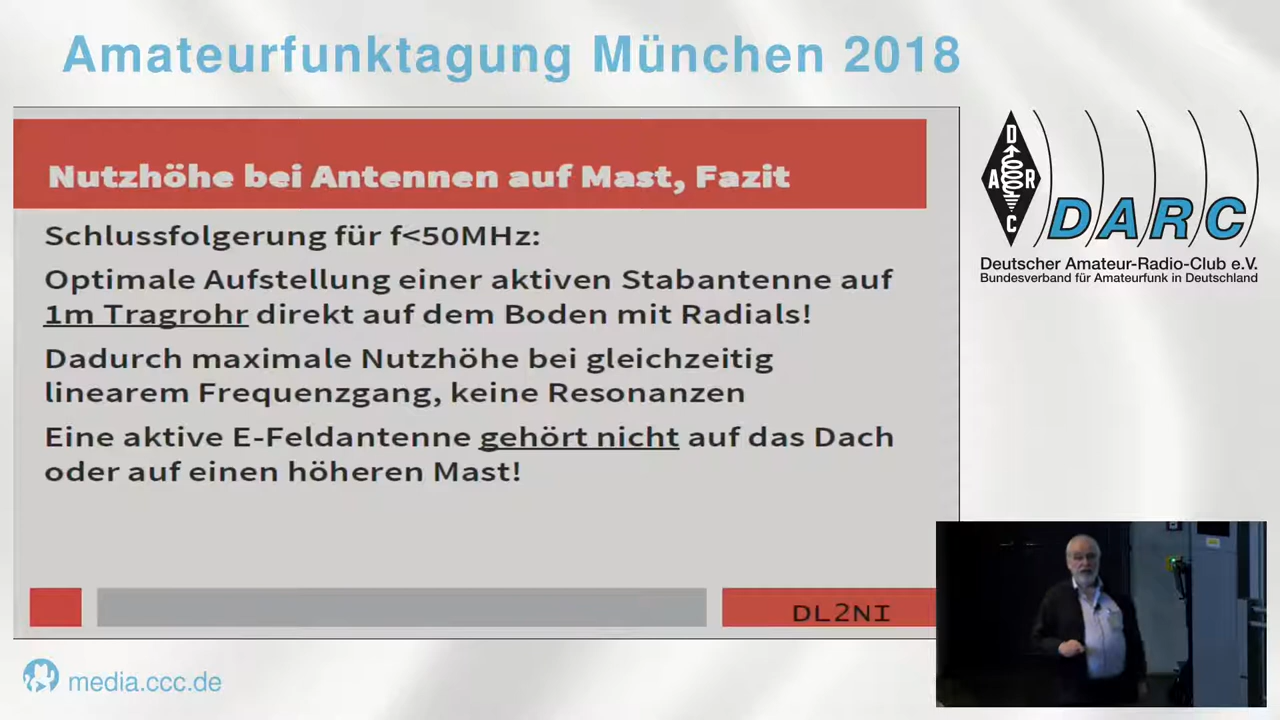 Amateurfunktagung München 2018
Nutzhöhe bei Antennen auf Mast, Fazit
Schlussfolgerung für f<50MHz:
Optimale Aufstellung einer aktiven Stabantenne auf
1m Tragrohr direkt auf dem Boden mit Radials!
Dadurch maximale Nutzhöhe bei gleichzeitig
linearem Frequenzgang, keine Resonanzen
Eine aktive E-Feldantenne gehört nicht auf das Dach
oder auf einen höheren Mast!
DL2NI
D
A R
C
DARC
Deutscher Amateur-Radio-Club e.V.
Bundesverband für Amateurfunk in Deutschland
media.ccc.de